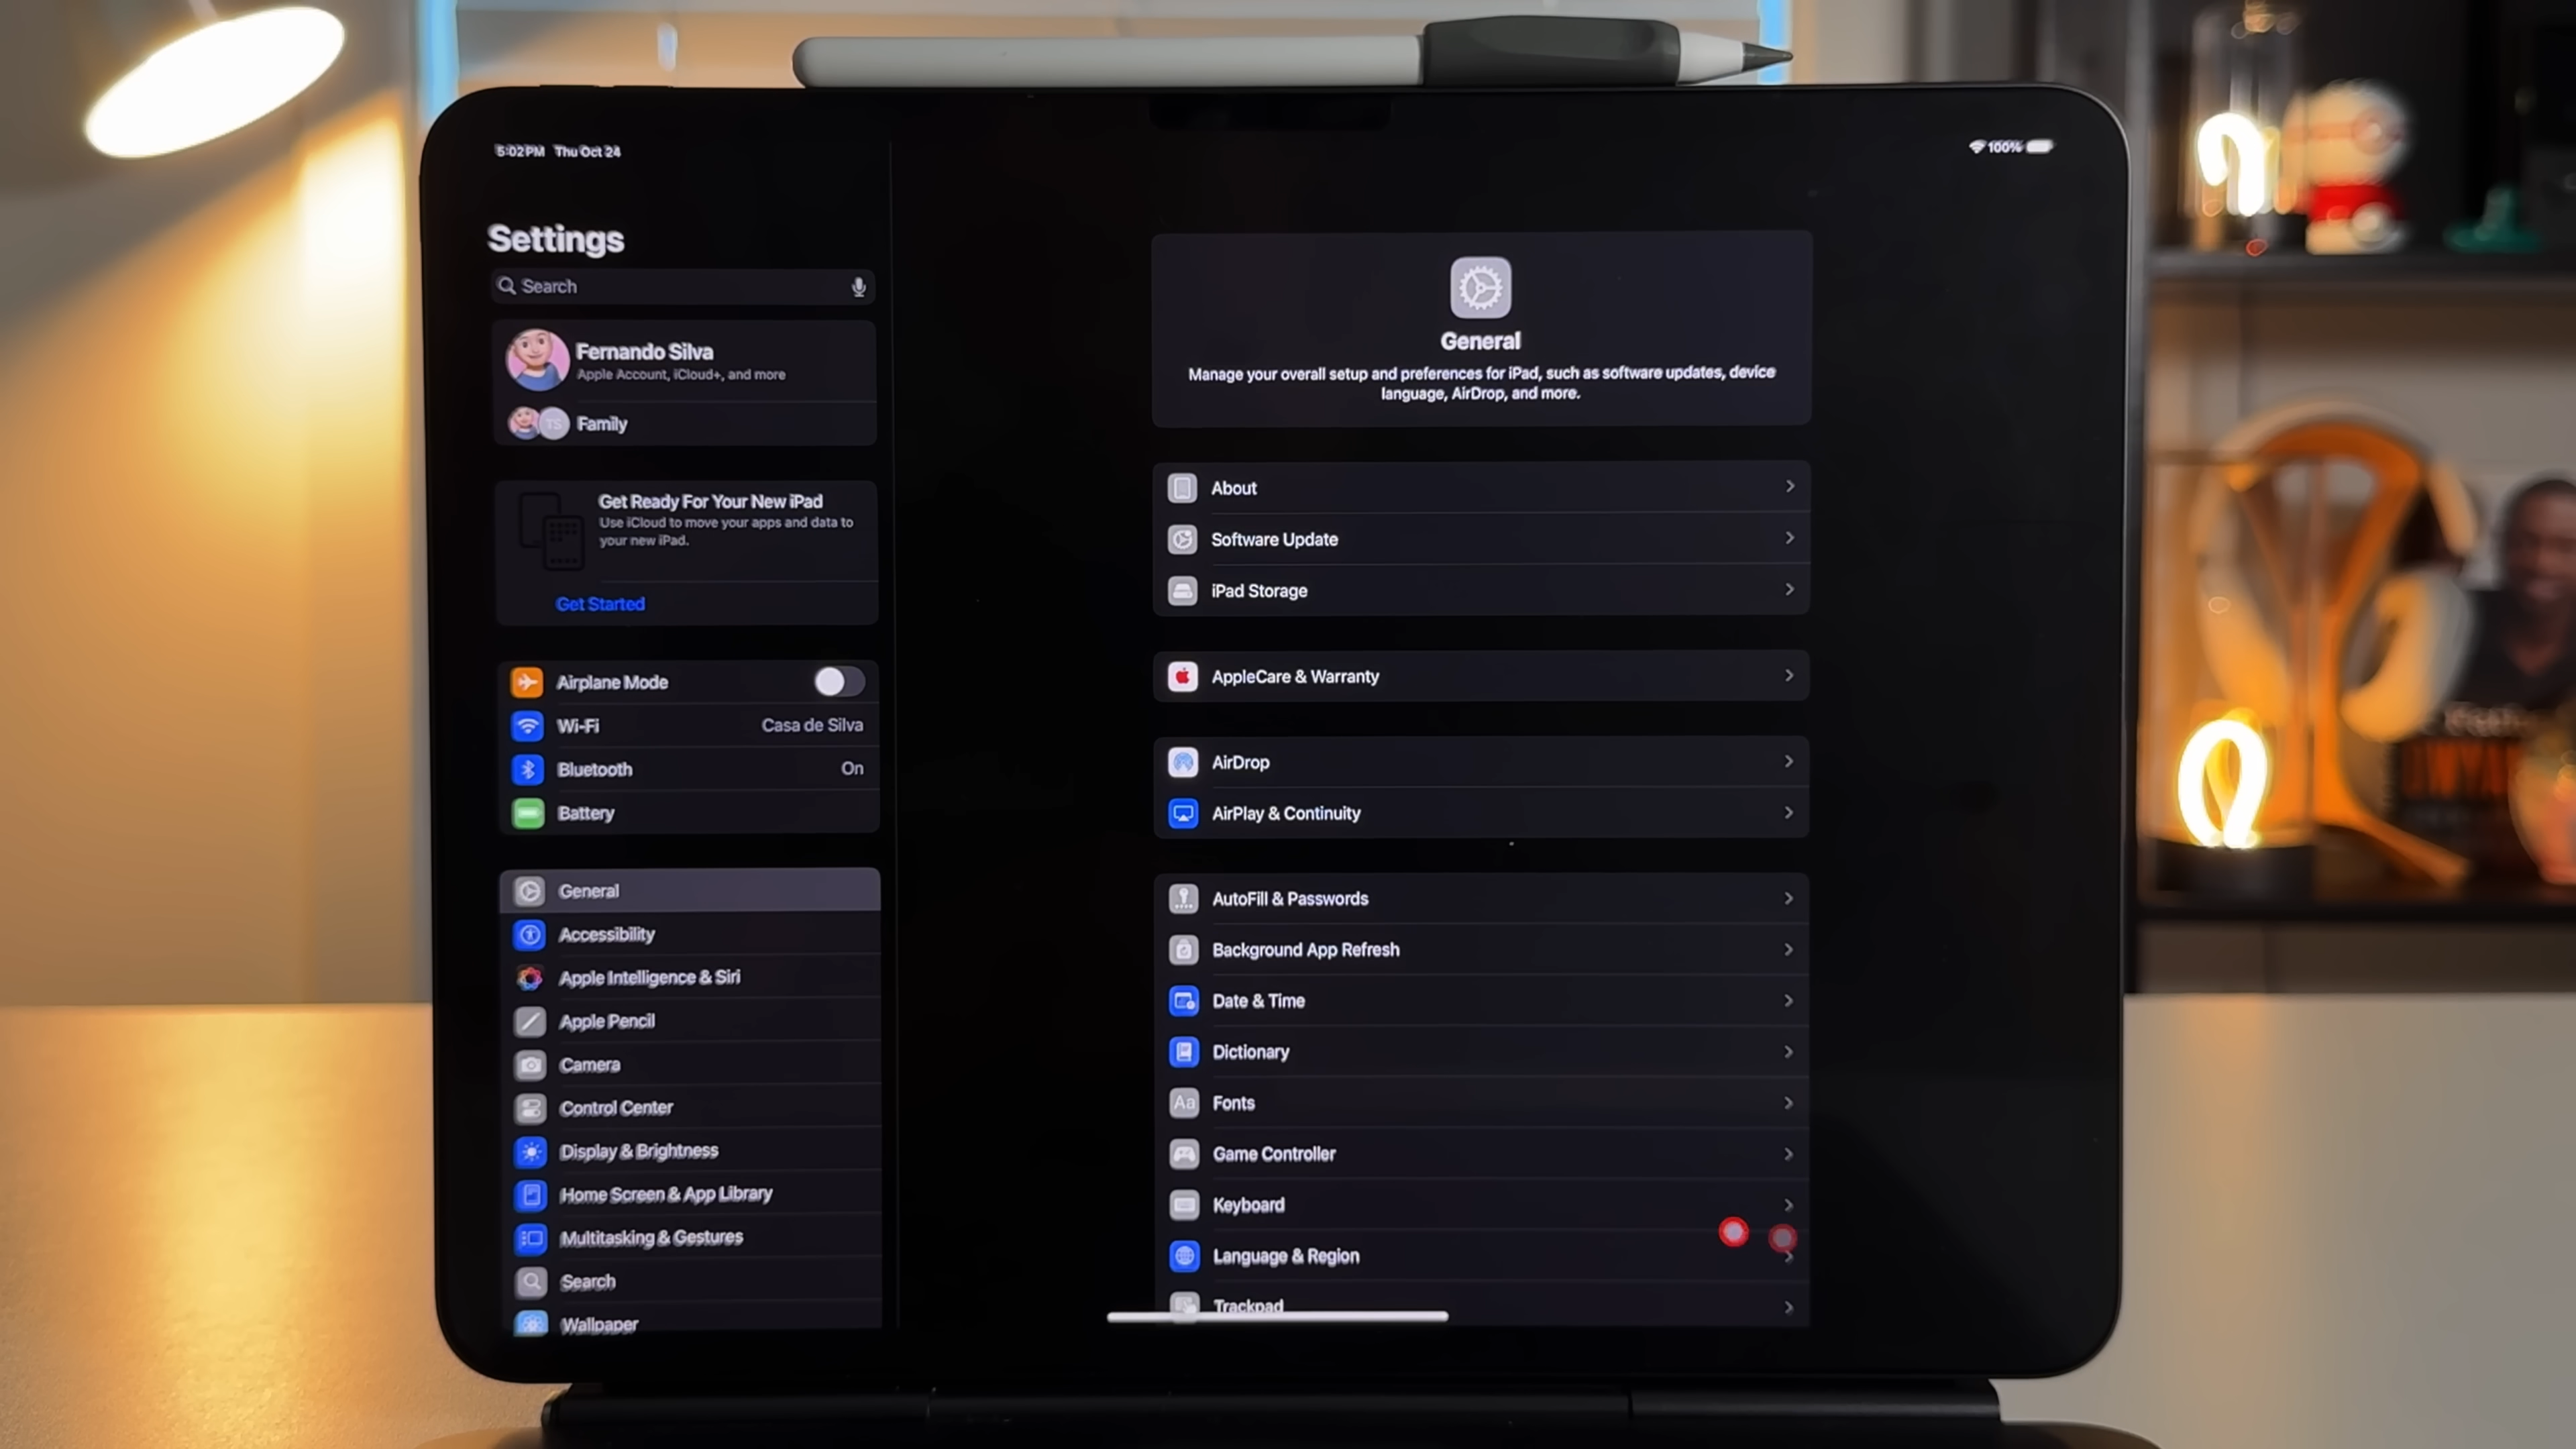 5:02PM Thu Oct 24
100%
Settings
Search
Fernando Silva
Apple Account, iCloud+, and more
TS
Family
Get Ready For Your New iPad
Use iCloud to move your apps and data to
your new iPad.
Get Started
Airplane Mode
Wi-Fi Casa de Silva
Bluetooth On
Battery
General
Accessibility
Apple Intelligence & Siri
Apple Pencil
Camera
Control Center
Display & Brightness
Home Screen & App Library
Multitasking & Gestures
Search
Wallpaper
General
Manage your overall setup and preferences for iPad, such as software updates, device
language, AirDrop, and more.
About
Software Update
iPad Storage
AppleCare & Warranty
AirDrop
AirPlay & Continuity
AutoFill & Passwords
Background App Refresh
Date & Time
Dictionary
Aa Fonts
Game Controller
Keyboard
Language & Region
Trackpad